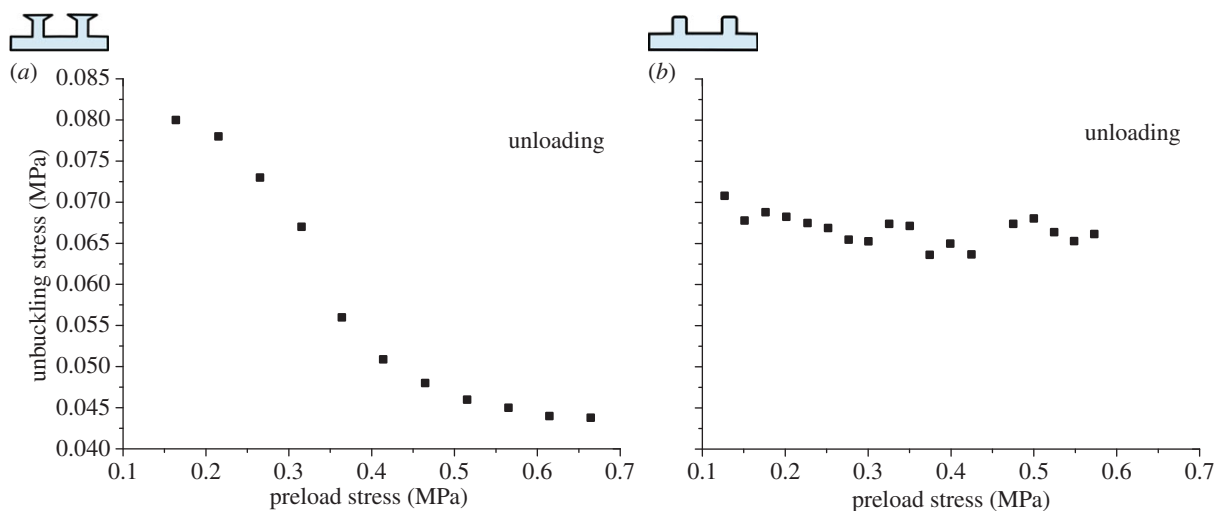 (a)
0.085
0.080
0.075
0.070
0.065
0.060
0.055
0.050
0.045
0.040
unbuckling stress (MPa)
unloading
0.1 0.2 0.3 0.4 0.5 0.6 0.7
preload stress (MPa)
(b)
unloading
0.1 0.2 0.3 0.4 0.5 0.6 0.7
preload stress (MPa)